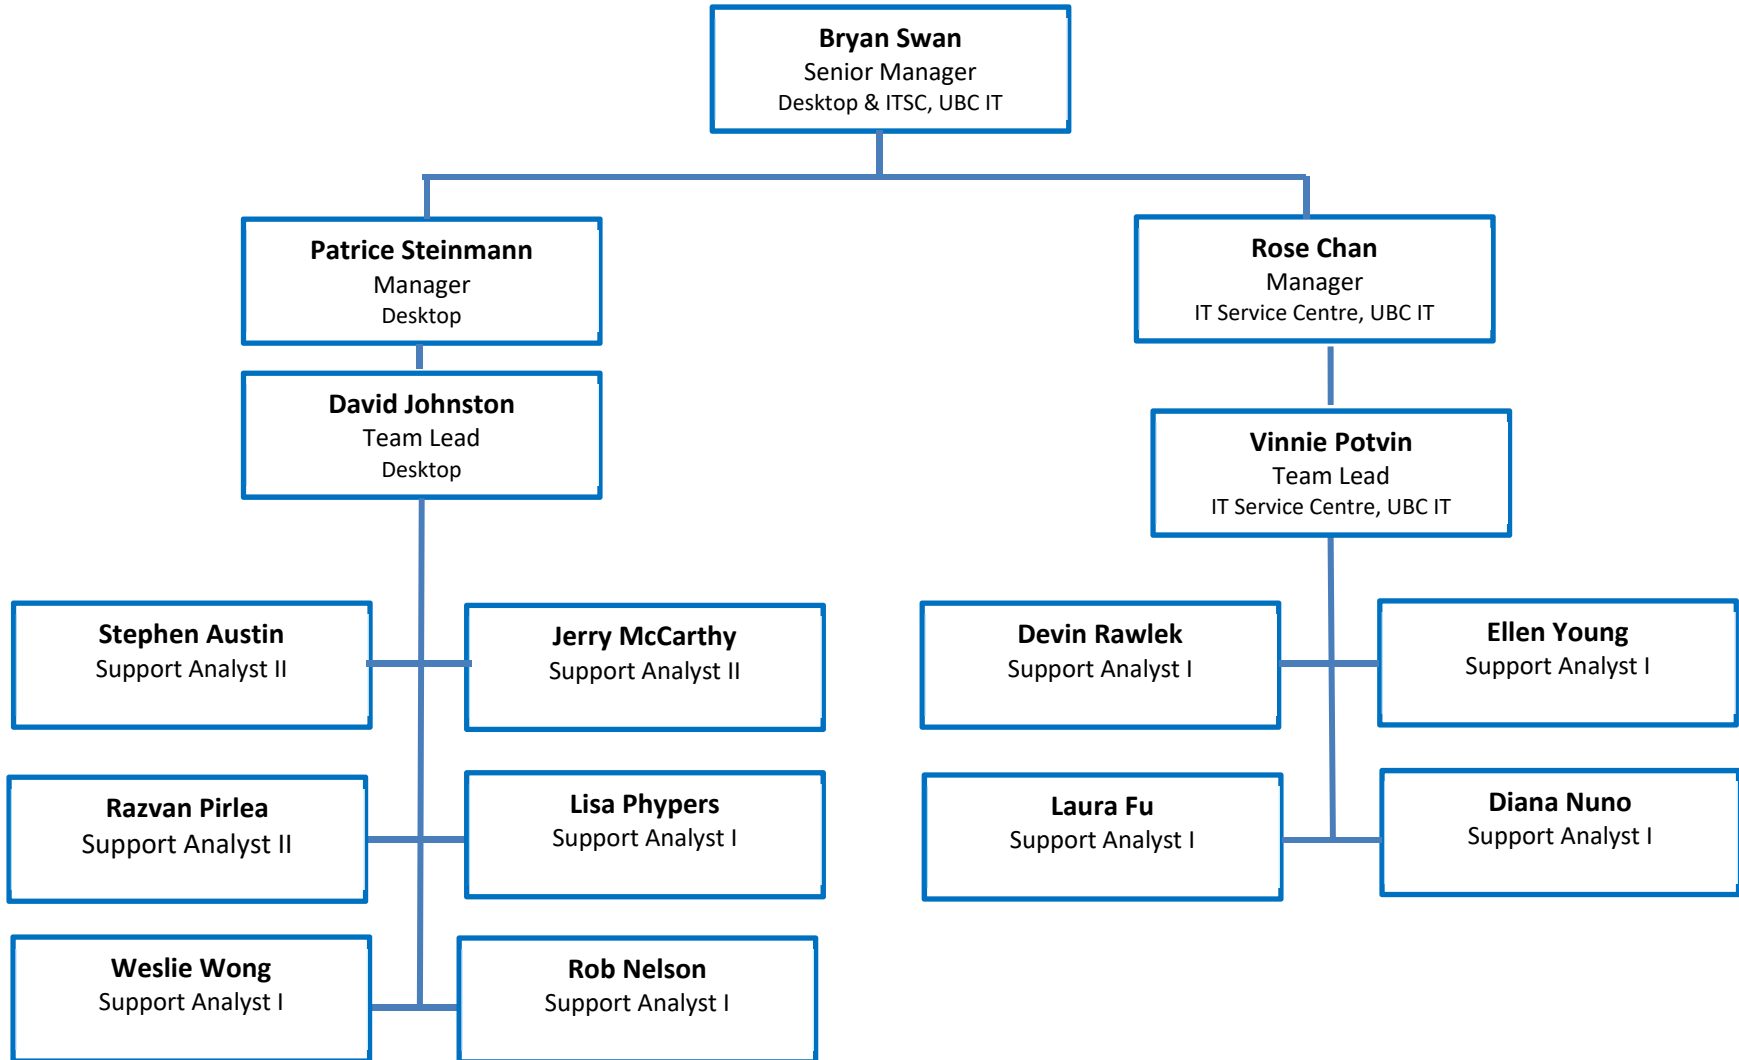 Bryan Swan
Senior Manager
Desktop & ITSC, UBC IT
Patrice Steinmann
Manager
Desktop
Rose Chan
Manager
IT Service Centre, UBC IT
David Johnston
Team Lead
Desktop
Vinnie Potvin
Team Lead
IT Service Centre, UBC IT
Stephen Austin
Support Analyst II
Jerry McCarthy
Support Analyst II
Devin Rawlek
Support Analyst I
Ellen Young
Support Analyst I
Razvan Pirlea
Support Analyst II
Lisa Phypers
Support Analyst I
Laura Fu
Support Analyst I
Diana Nuno
Support Analyst I
Weslie Wong
Support Analyst I
Rob Nelson
Support Analyst I